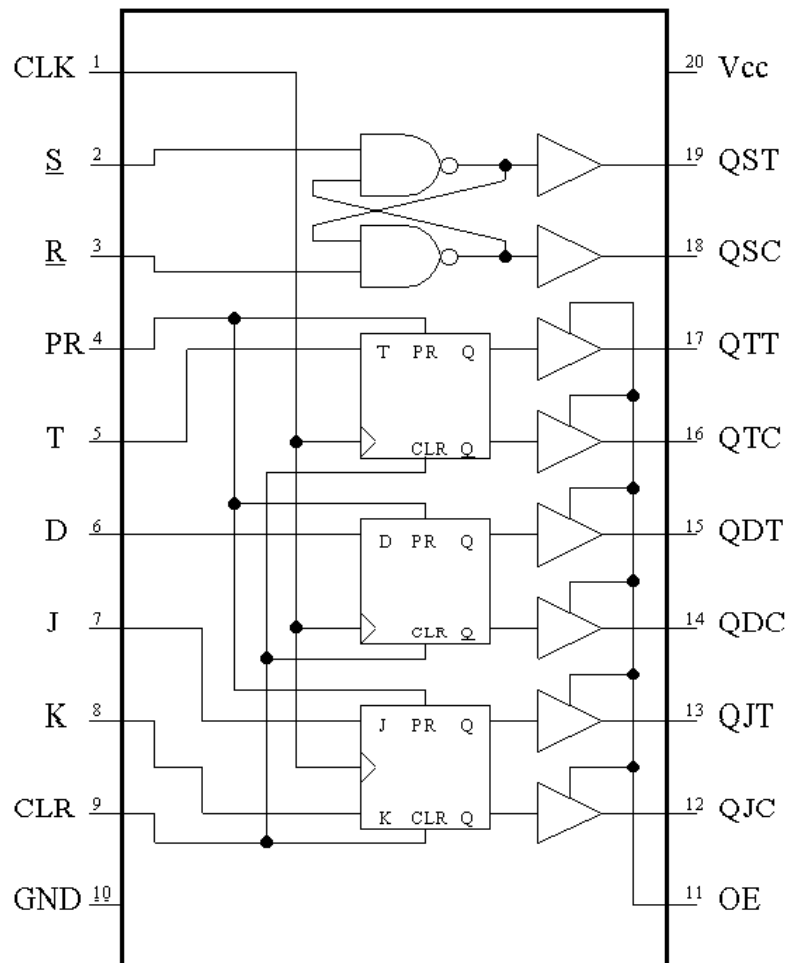 CLK 1
20 Vcc
S 2
19 QST
R 3
18 QSC
PR 4
17 QTT
T PR Q
T 5
16 QTC
CLR Q
D 6
15 QDT
D PR Q
J 7
14 QDC
CLR Q
K 8
13 QJT
J PR Q
CLR 9
12 QJC
K CLR Q
GND 10
11 OE